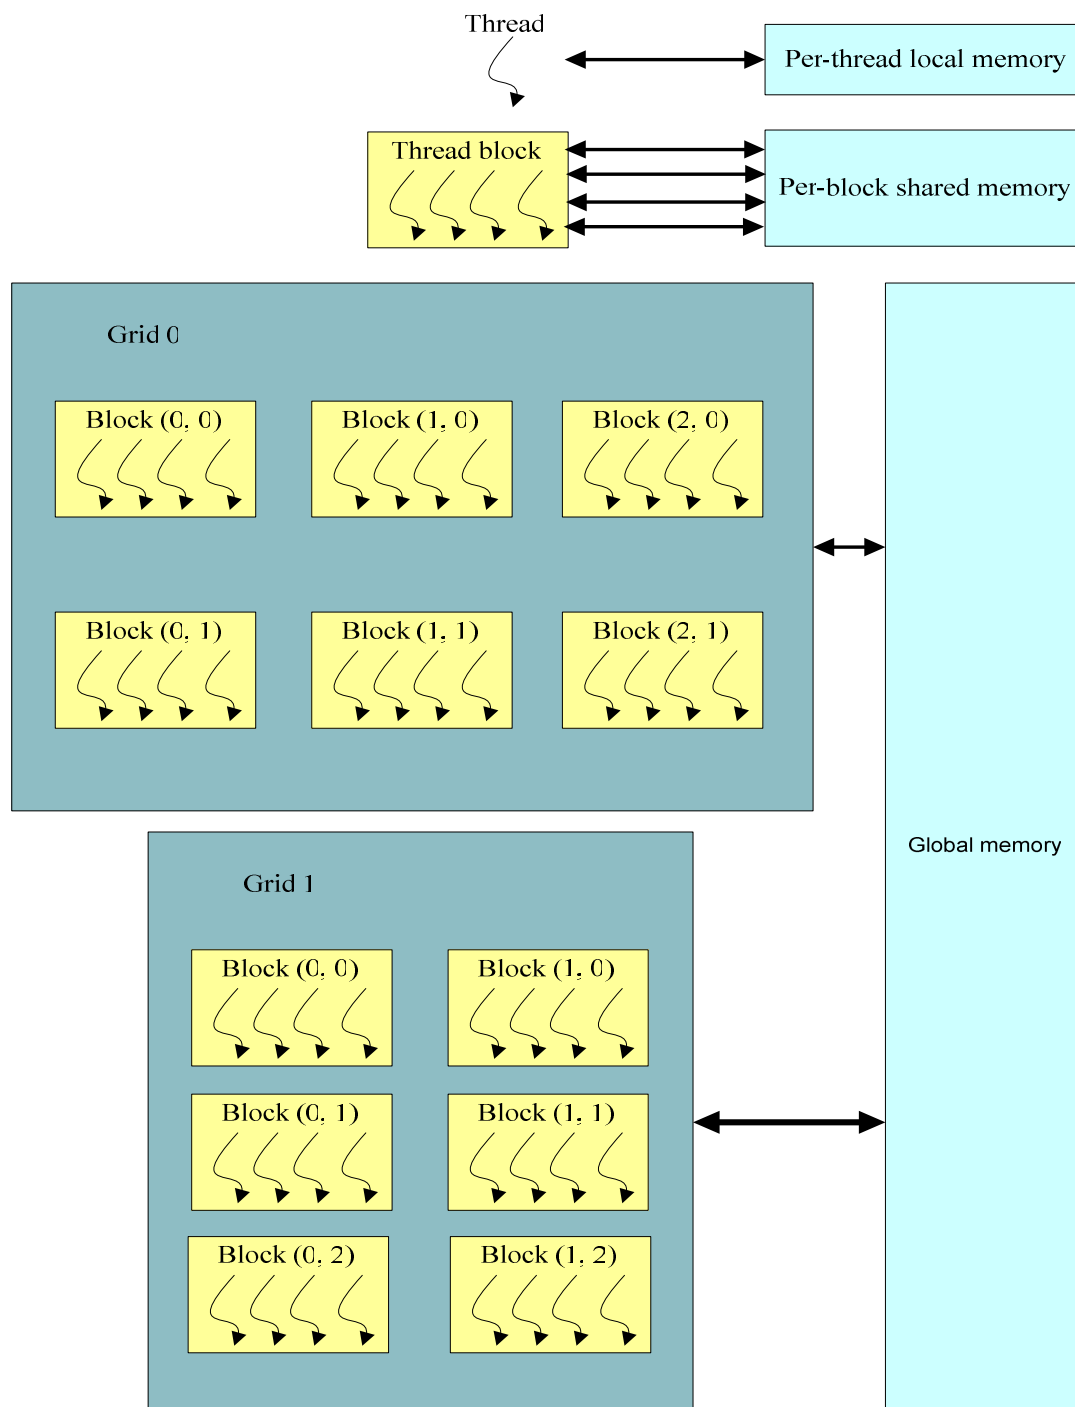 Thread
Per-thread local memory
Thread block
Per-block shared memory
Grid 0
Block (0, 0)
Block (1, 0)
Block (2, 0)
Block (0, 1)
Block (1, 1)
Block (2, 1)
Global memory
Grid 1
Block (0, 0)
Block (1, 0)
Block (0, 1)
Block (1, 1)
Block (0, 2)
Block (1, 2)